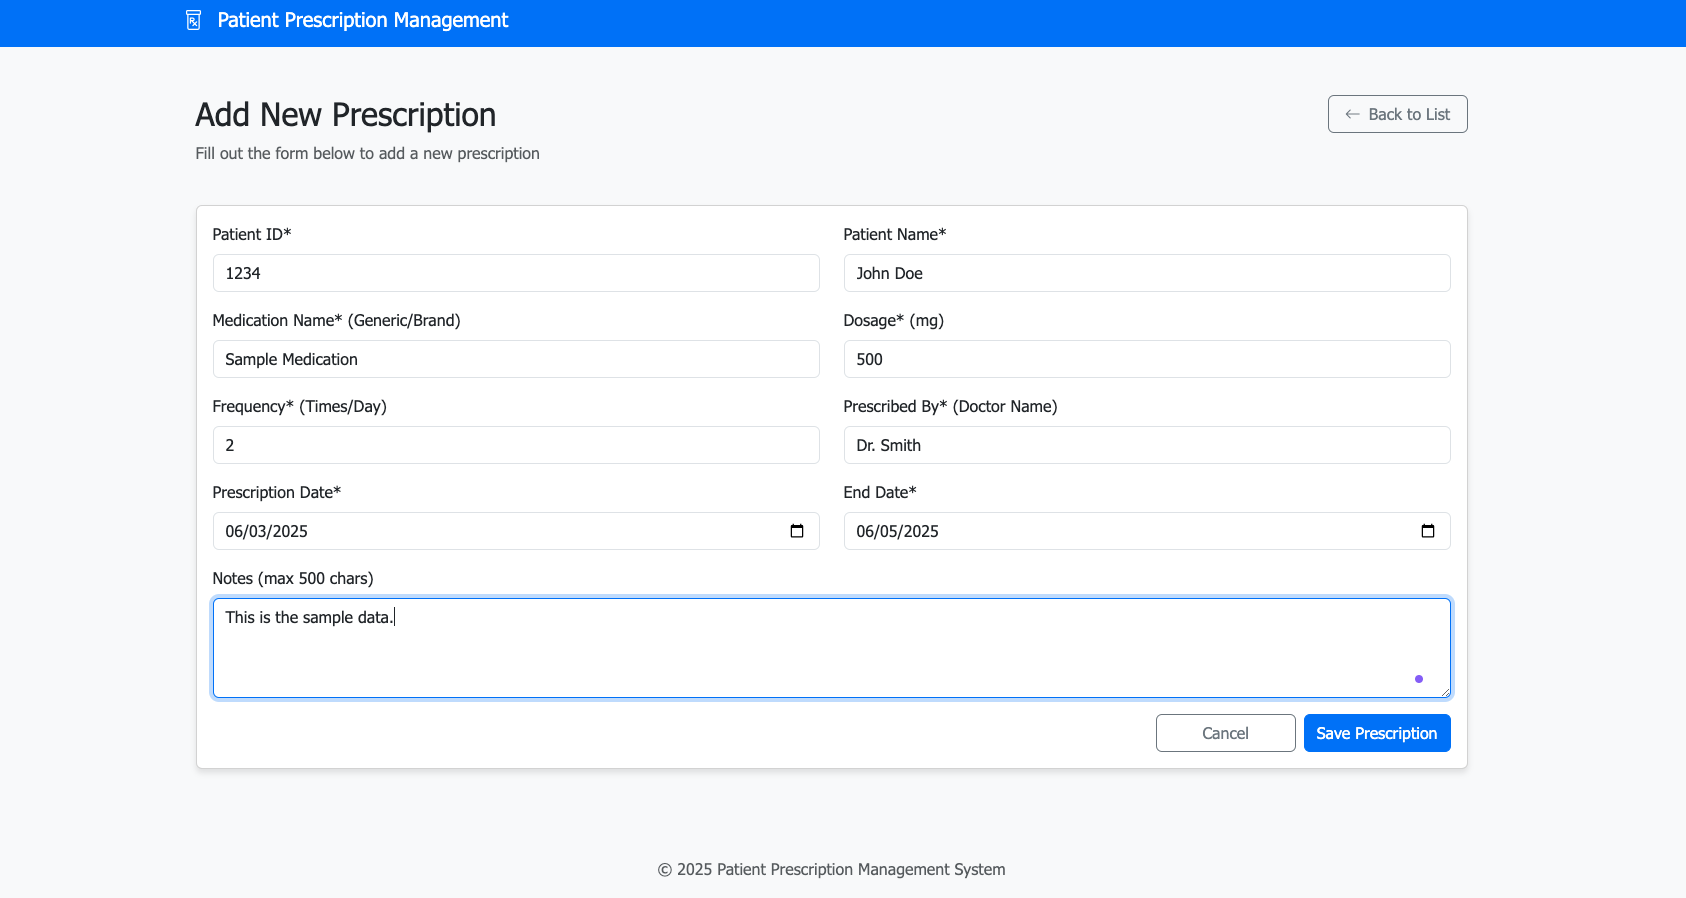 Patient Prescription Management
Add New Prescription
← Back to List
Fill out the form below to add a new prescription
Patient ID*
Patient Name*
1234
John Doe
Medication Name* (Generic/Brand)
Dosage* (mg)
Sample Medication
500
Frequency* (Times/Day)
Prescribed By* (Doctor Name)
2
Dr. Smith
Prescription Date*
End Date*
06/03/2025
06/05/2025
Notes (max 500 chars)
This is the sample data.
Cancel
Save Prescription
© 2025 Patient Prescription Management System